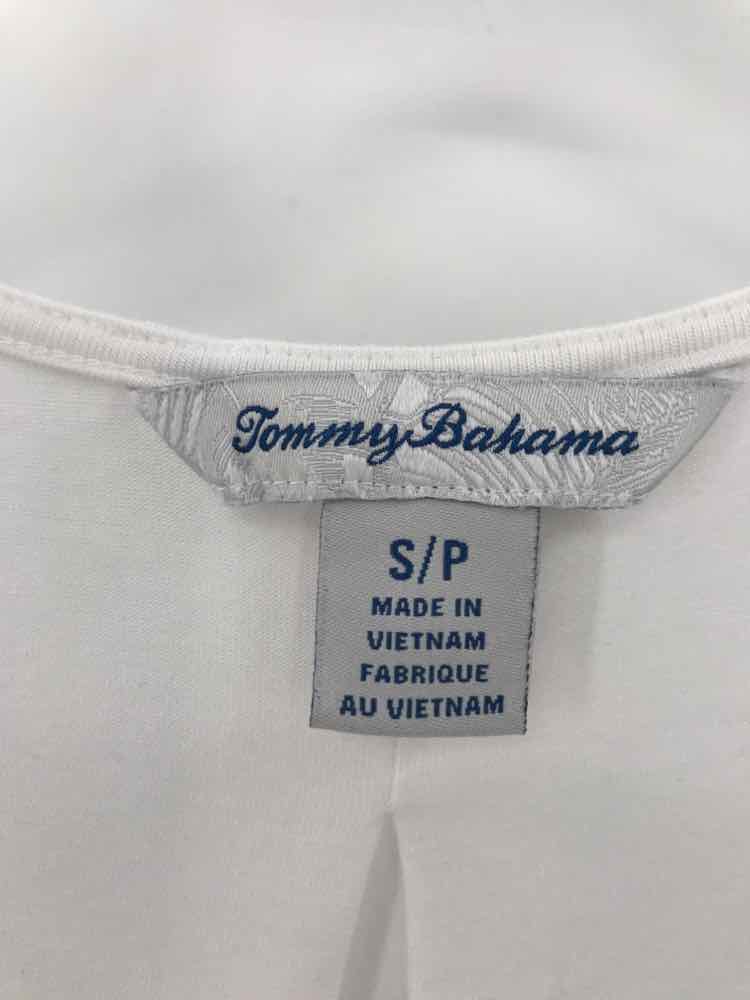 Tommy Bahama
S/P
MADE IN
VIETNAM
FABRIQUE
AU VIETNAM